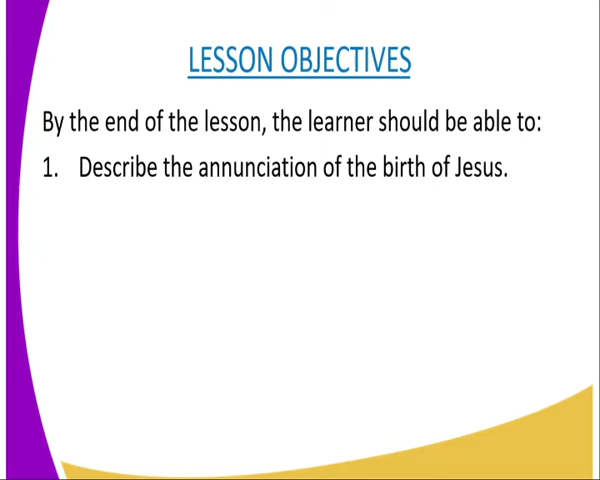 LESSON OBJECTIVES
By the end of the lesson, the learner should be able to:
1. Describe the annunciation of the birth of Jesus.